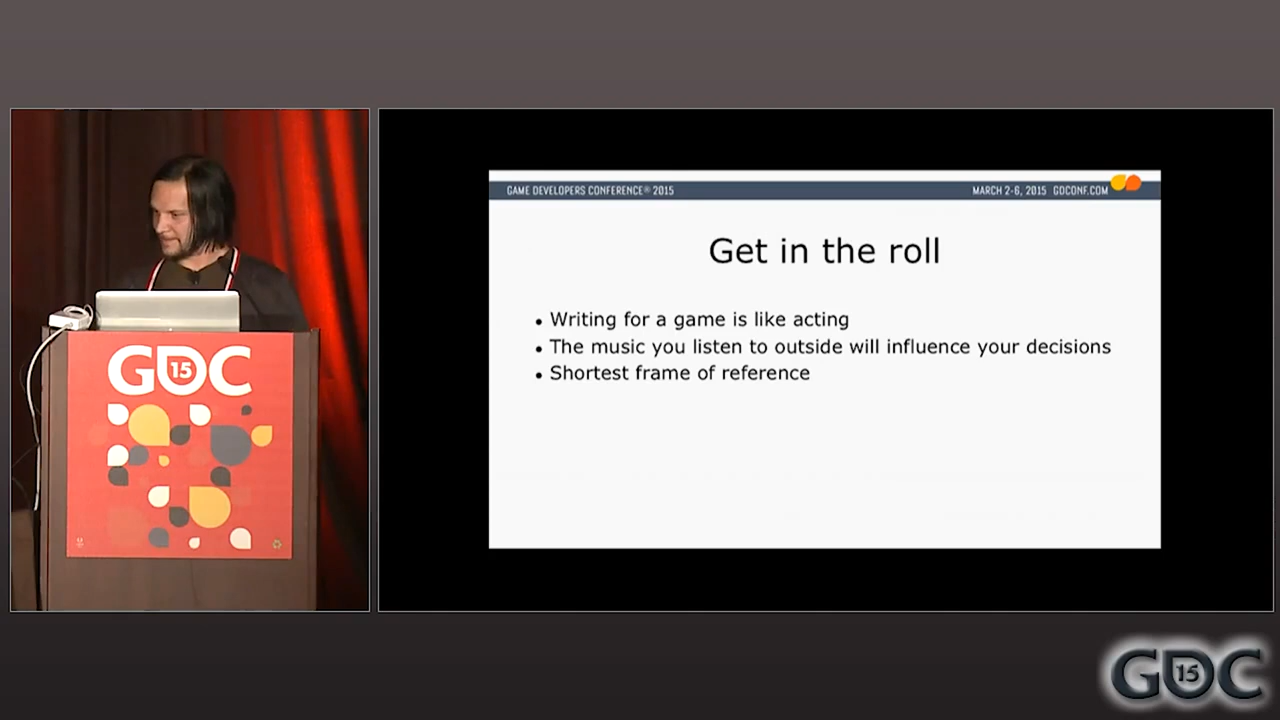 GAME DEVELOPERS CONFERENCE® 2015
MARCH 2-6, 2015 GDCONF.COM
Get in the roll
• Writing for a game is like acting
• The music you listen to outside will influence your decisions
• Shortest frame of reference
GDC 15
GDC 15